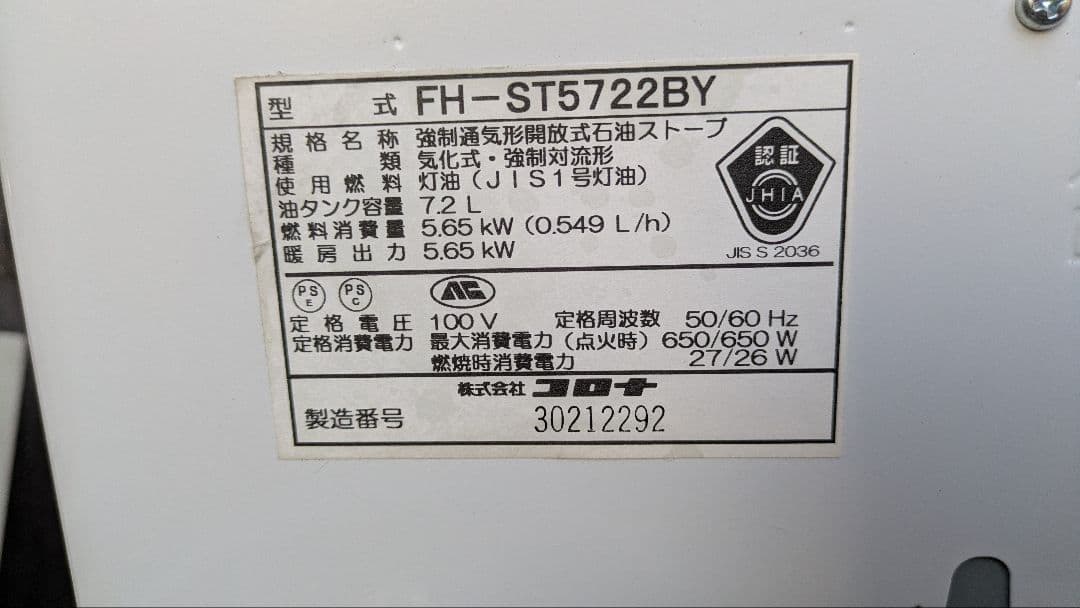 型式 FH-ST5722BY
規格名称 強制通気形開放式石油ストーブ
種類 気化式・強制対流形
使用燃料 灯油（JIS1号灯油）
油タンク容量 7.2 L
燃料消費量 5.65 kW（0.549 L/h）
暖房出力 5.65 kW
認証
JHIA
JIS S 2036
PS E PS C
定格電圧 100 V 定格周波数 50/60 Hz
定格消費電力 最大消費電力（点火時） 650/650 W
燃焼時消費電力 27/26 W
株式会社 コロナ
製造番号 30212292